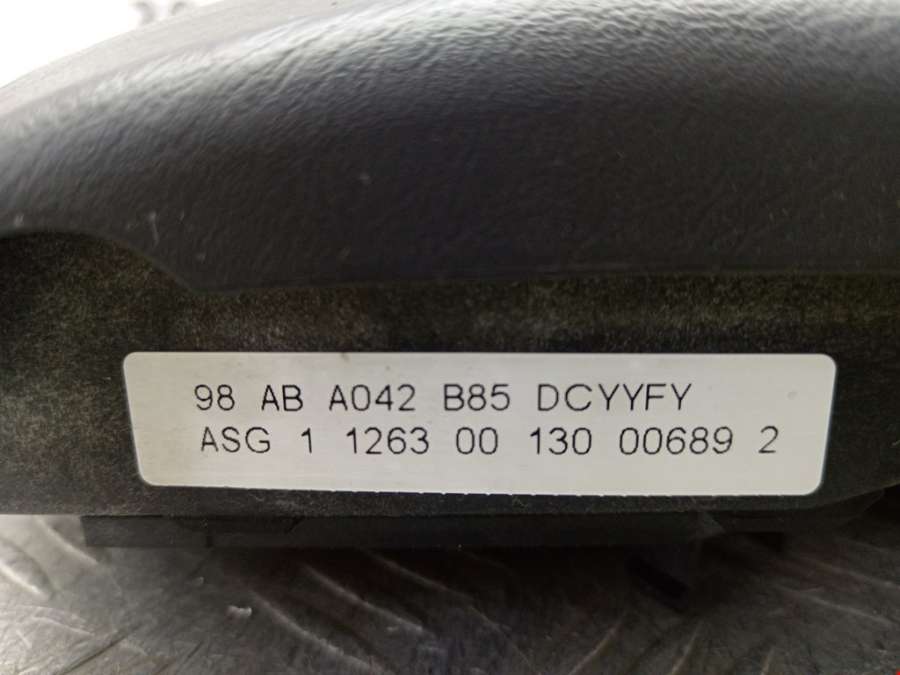 98 AB A042 B85 DCYYFY
ASG 1 1263 00 130 00689 2